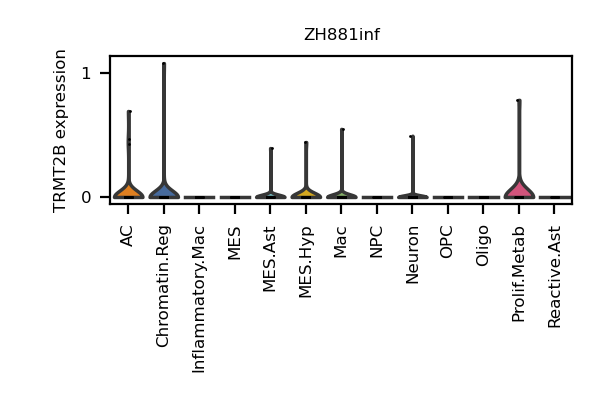 ZH881inf
TRMT2B expression
1
0
AC
Chromatin.Reg
Inflammatory.Mac
MES
MES.Ast
MES.Hyp
Mac
NPC
Neuron
OPC
Oligo
Prolif.Metab
Reactive.Ast